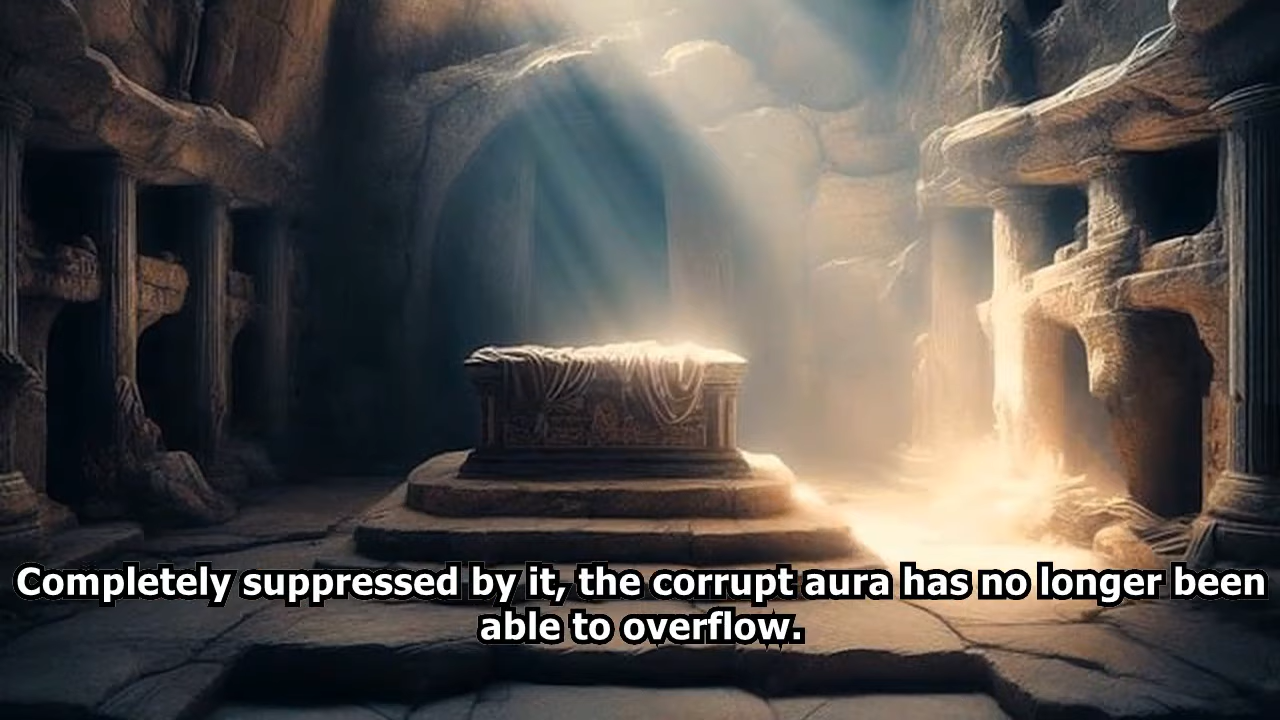 Completely suppressed by it, the corrupt aura has no longer been
able to overflow.